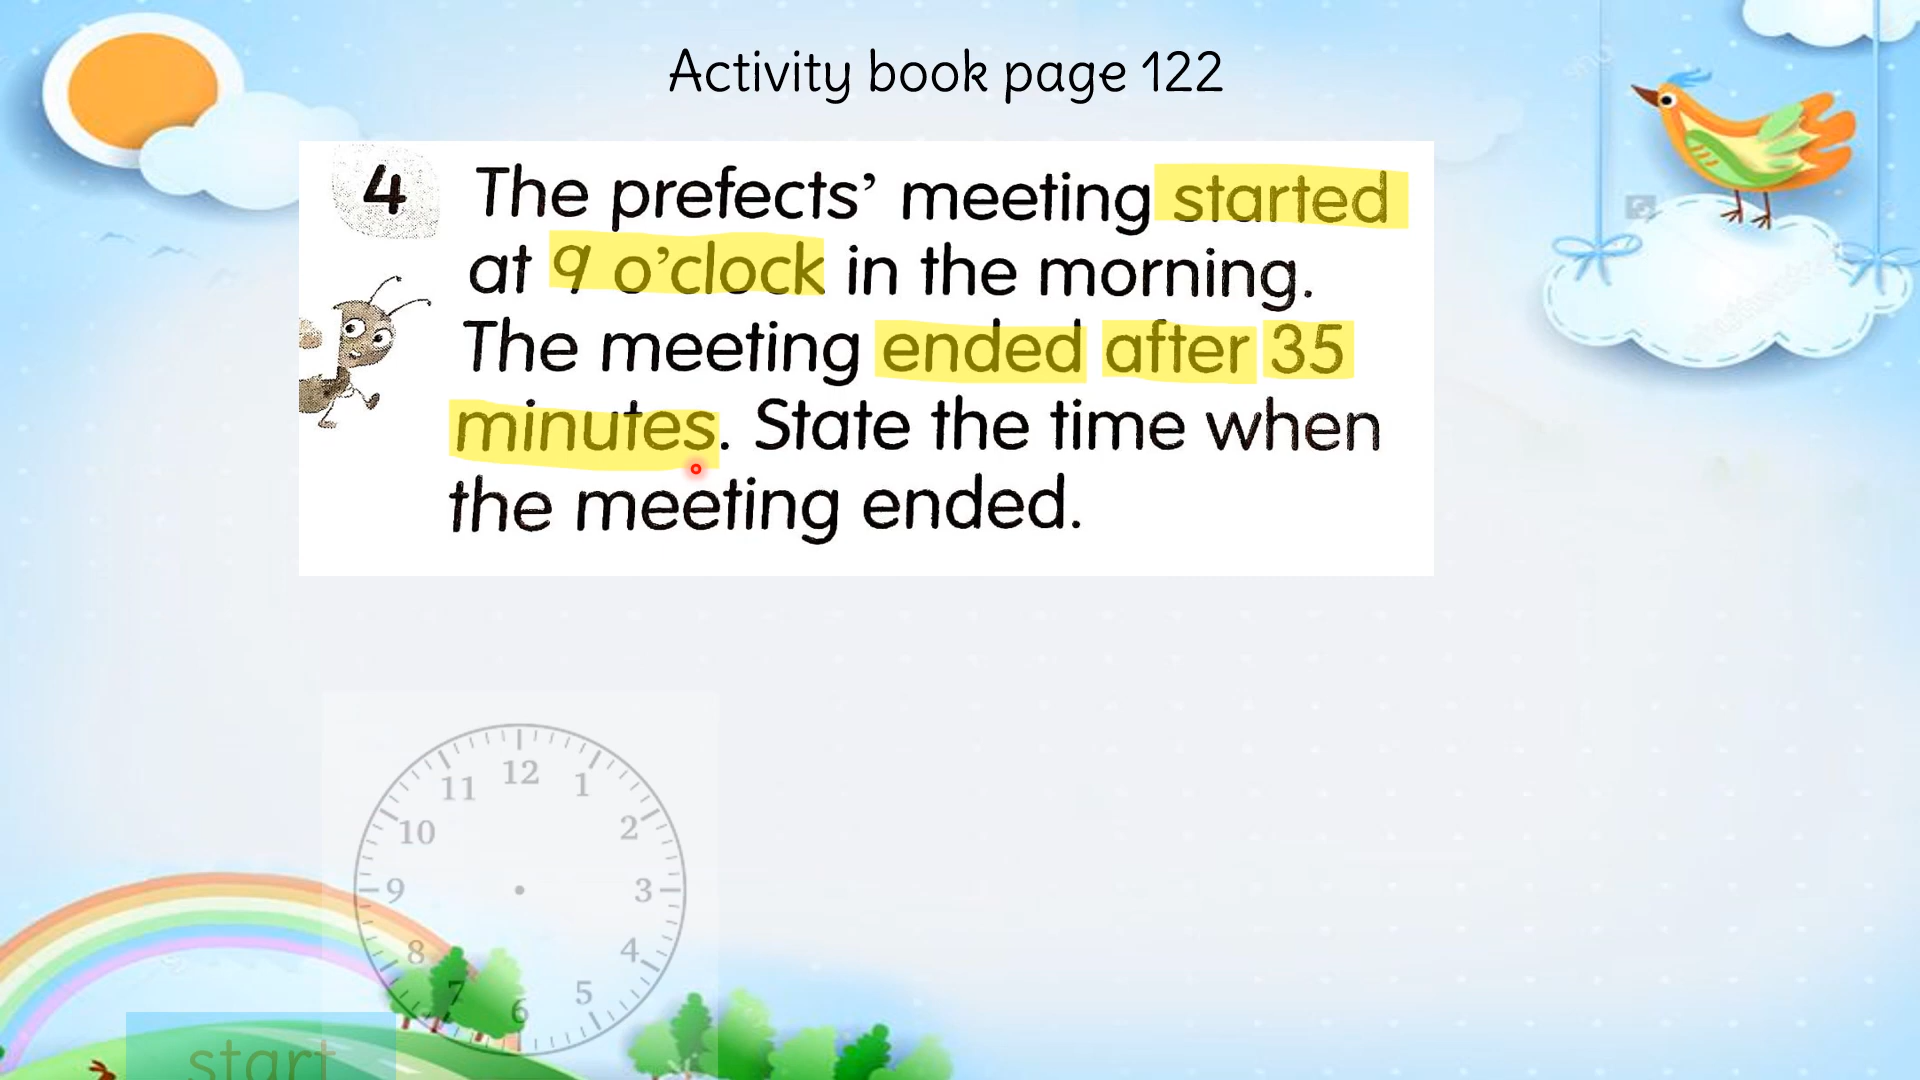 Activity book page 122
4 The prefects’ meeting started
at 9 o’clock in the morning.
The meeting ended after 35
minutes. State the time when
the meeting ended.
12
11 1
10 2
9 3
8 4
7 5
6
start